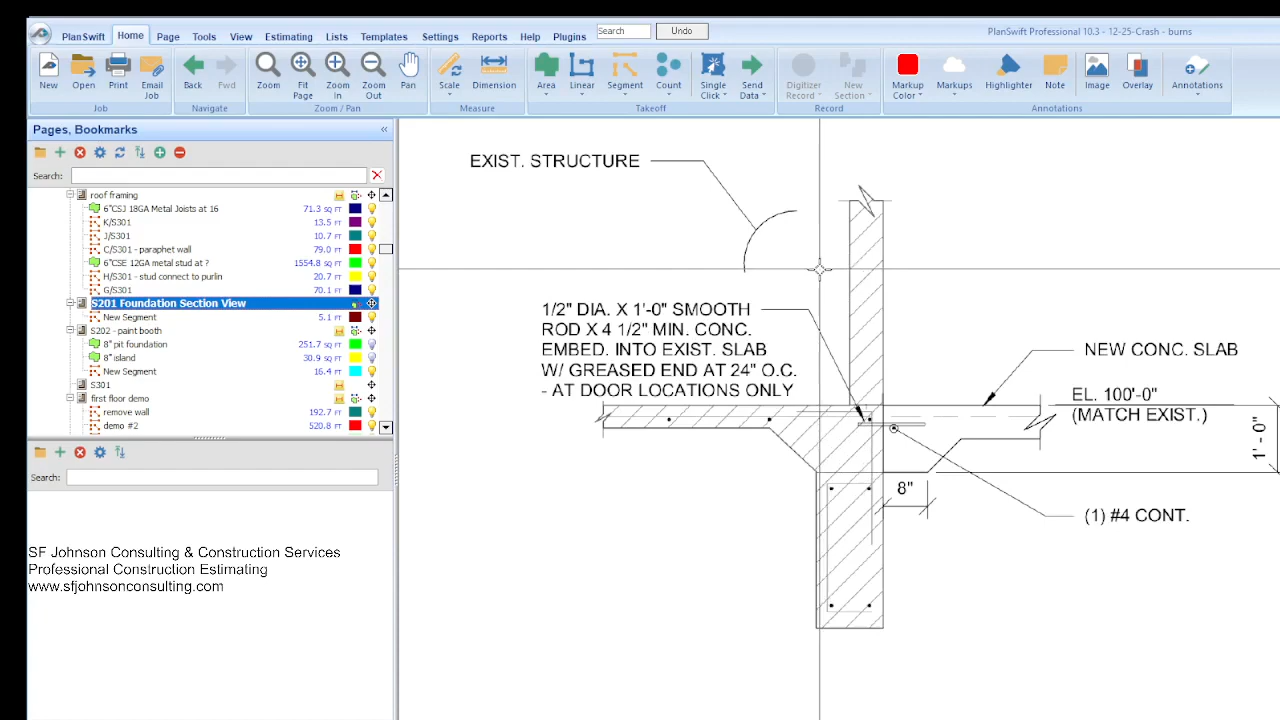 PlanSwift Home Page Tools View Estimating Lists Templates Settings Reports Help Plugins Search Undo PlanSwift Professional 10.3 - 12-25-Crash - burns
New Open Print Email Job Back Fwd Zoom Fit Page Zoom In Zoom Out Pan Scale Dimension Area Linear Segment Count Single Click Send Data Digitizer Record New Section Markup Color Markups Highlighter Note Image Overlay Annotations
Job Navigate Zoom / Pan Measure Takeoff Record Annotations
Pages, Bookmarks
Search:
roof framing
6"CSJ 18GA Metal Joists at 16 71.3 SQ FT
K/S301 13.5 FT
J/S301 10.7 FT
C/S301 - paraphet wall 79.0 FT
6"CSE 12GA metal stud at ? 1554.8 SQ FT
H/S301 - stud connect to purlin 20.7 FT
G/S301 70.1 FT
S201 Foundation Section View
New Segment 5.1 FT
S202 - paint booth
8" pit foundation 251.7 SQ FT
8" island 30.9 SQ FT
New Segment 16.4 FT
S301
first floor demo
remove wall 192.7 FT
demo #2 520.8 FT
Search:
SF Johnson Consulting & Construction Services
Professional Construction Estimating
www.sfjohnsonconsulting.com
EXIST. STRUCTURE
1/2" DIA. X 1'-0" SMOOTH
ROD X 4 1/2" MIN. CONC.
EMBED. INTO EXIST. SLAB
W/ GREASED END AT 24" O.C.
- AT DOOR LOCATIONS ONLY
NEW CONC. SLAB
EL. 100'-0"
(MATCH EXIST.)
1' - 0"
8"
(1) #4 CONT.